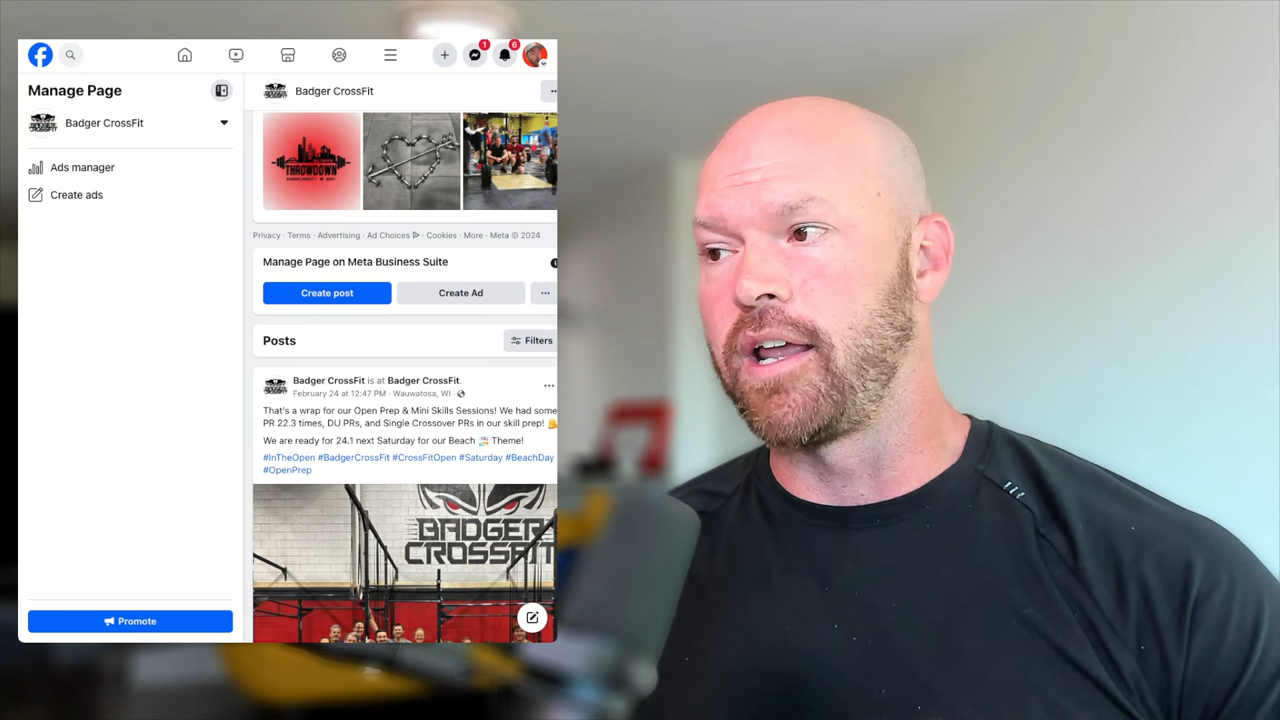 1
6
Manage Page
Badger CrossFit
Ads manager
Create ads
Promote
Badger CrossFit
THROWDOWN
Privacy · Terms · Advertising · Ad Choices · Cookies · More · Meta © 2024
Manage Page on Meta Business Suite
Create post
Create Ad
Posts
Filters
Badger CrossFit is at Badger CrossFit.
February 24 at 12:47 PM · Wauwatosa, WI ·
That's a wrap for our Open Prep & Mini Skills Sessions! We had some
PR 22.3 times, DU PRs, and Single Crossover PRs in our skill prep!
We are ready for 24.1 next Saturday for our Beach Theme!
#InTheOpen #BadgerCrossFit #CrossFitOpen #Saturday #BeachDay
#OpenPrep
BADGER
CROSSFIT